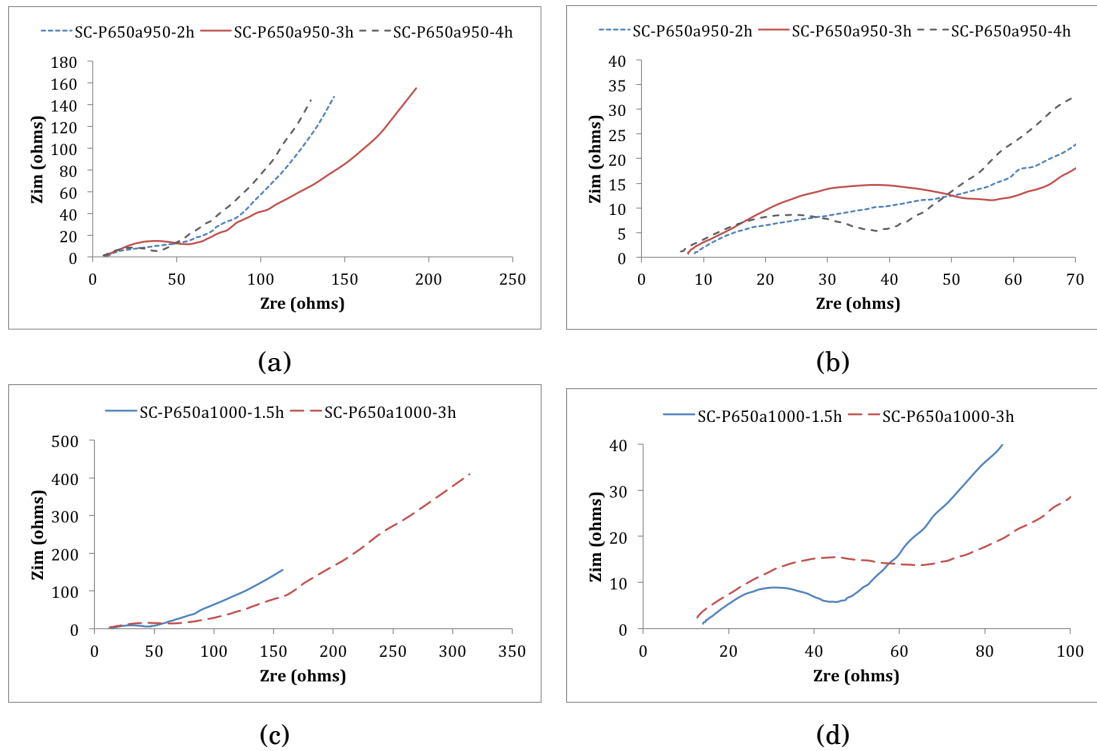 SC-P650a950-2h SC-P650a950-3h SC-P650a950-4h
180
160
140
120
100
80
60
40
20
0
Zim (ohms)
0 50 100 150 200 250
Zre (ohms)
(a)
SC-P650a950-2h SC-P650a950-3h SC-P650a950-4h
40
35
30
25
20
15
10
5
0
Zim (ohms)
0 10 20 30 40 50 60 70
Zre (ohms)
(b)
SC-P650a1000-1.5h SC-P650a1000-3h
500
400
300
200
100
0
Zim (ohms)
0 50 100 150 200 250 300 350
Zre (ohms)
(c)
SC-P650a1000-1.5h SC-P650a1000-3h
40
30
20
10
0
Zim (ohms)
0 20 40 60 80 100
Zre (ohms)
(d)